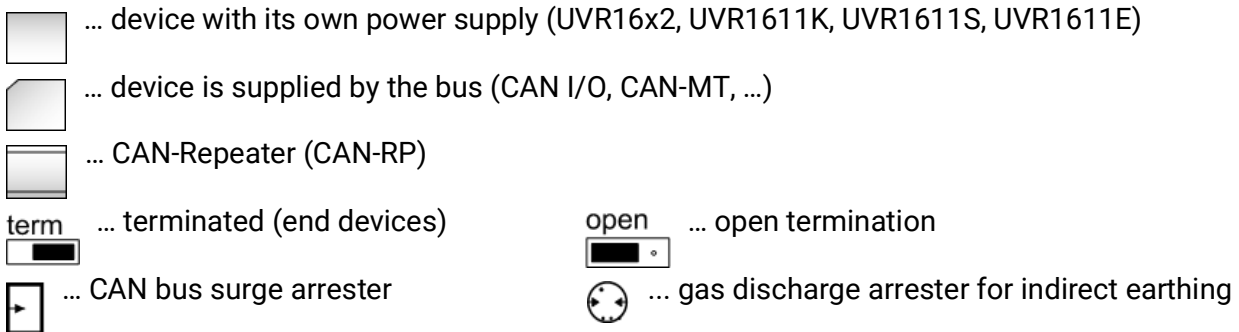 … device with its own power supply (UVR16x2, UVR1611K, UVR1611S, UVR1611E)
… device is supplied by the bus (CAN I/O, CAN-MT, …)
… CAN-Repeater (CAN-RP)
term … terminated (end devices) open … open termination
… CAN bus surge arrester ... gas discharge arrester for indirect earthing